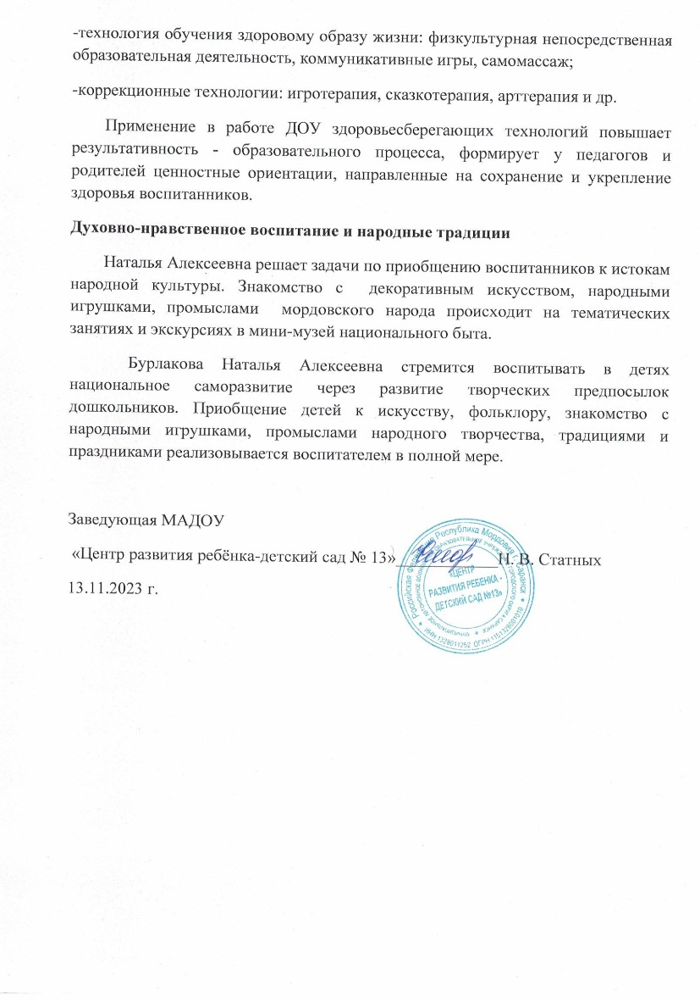 -технология обучения здоровому образу жизни: физкультурная непосредственная
образовательная деятельность, коммуникативные игры, самомассаж;
-коррекционные технологии: игротерапия, сказкотерапия, арттерапия и др.
Применение в работе ДОУ здоровьесберегающих технологий повышает
результативность - образовательного процесса, формирует у педагогов и
родителей ценностные ориентации, направленные на сохранение и укрепление
здоровья воспитанников.
Духовно-нравственное воспитание и народные традиции
Наталья Алексеевна решает задачи по приобщению воспитанников к истокам
народной культуры. Знакомство с декоративным искусством, народными
игрушками, промыслами мордовского народа происходит на тематических
занятиях и экскурсиях в мини-музей национального быта.
Бурлакова Наталья Алексеевна стремится воспитывать в детях
национальное саморазвитие через развитие творческих предпосылок
дошкольников. Приобщение детей к искусству, фольклору, знакомство с
народными игрушками, промыслами народного творчества, традициями и
праздниками реализовывается воспитателем в полной мере.
Заведующая МАДОУ
«Центр развития ребёнка-детский сад № 13»____________Н. В. Статных
13.11.2023 г.
Российская Федерация Республика Мордовия г. Саранск
«ЦЕНТР
РАЗВИТИЯ РЕБЕНКА -
ДЕТСКИЙ САД №13»
ИНН 1328011252 ОГРН